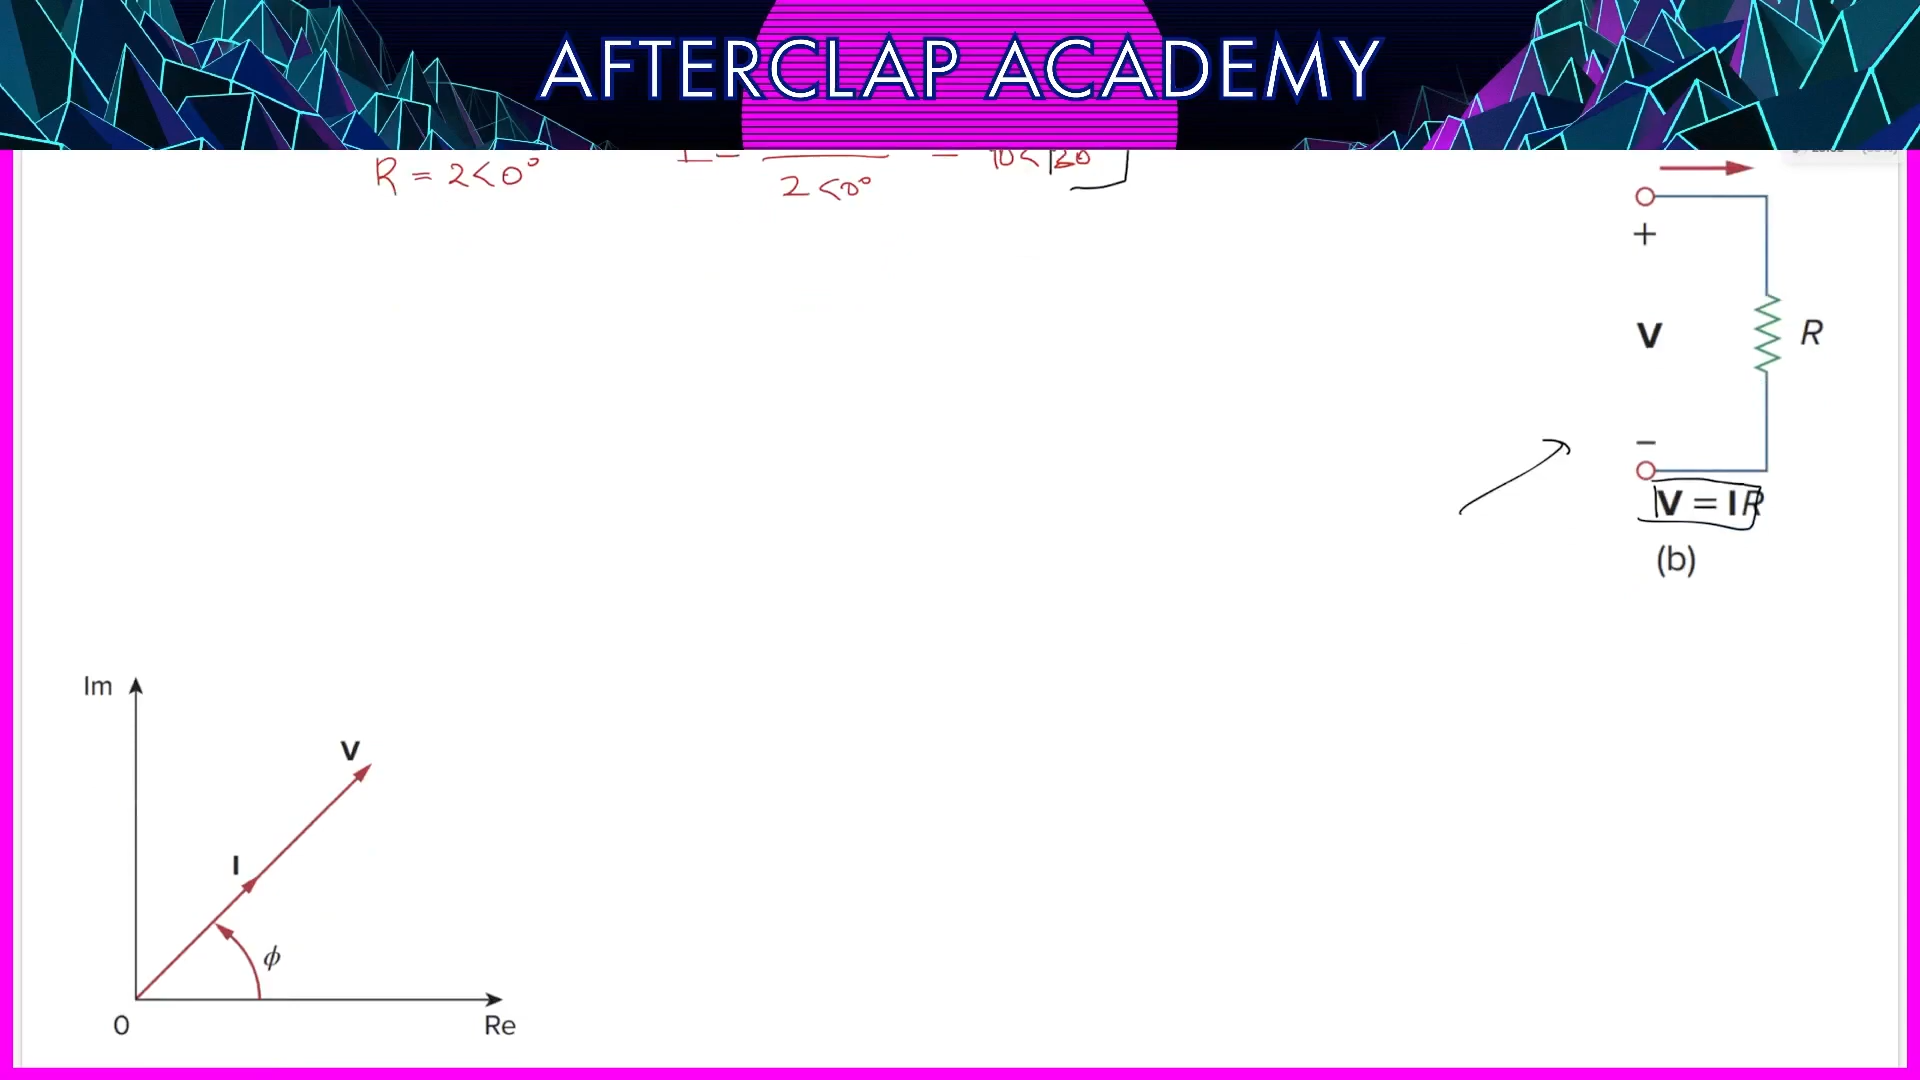 AFTERCLAP ACADEMY
R = 2<0°
2<0°
+
V
R
−
V = IR
(b)
Im
V
I
ϕ
0
Re